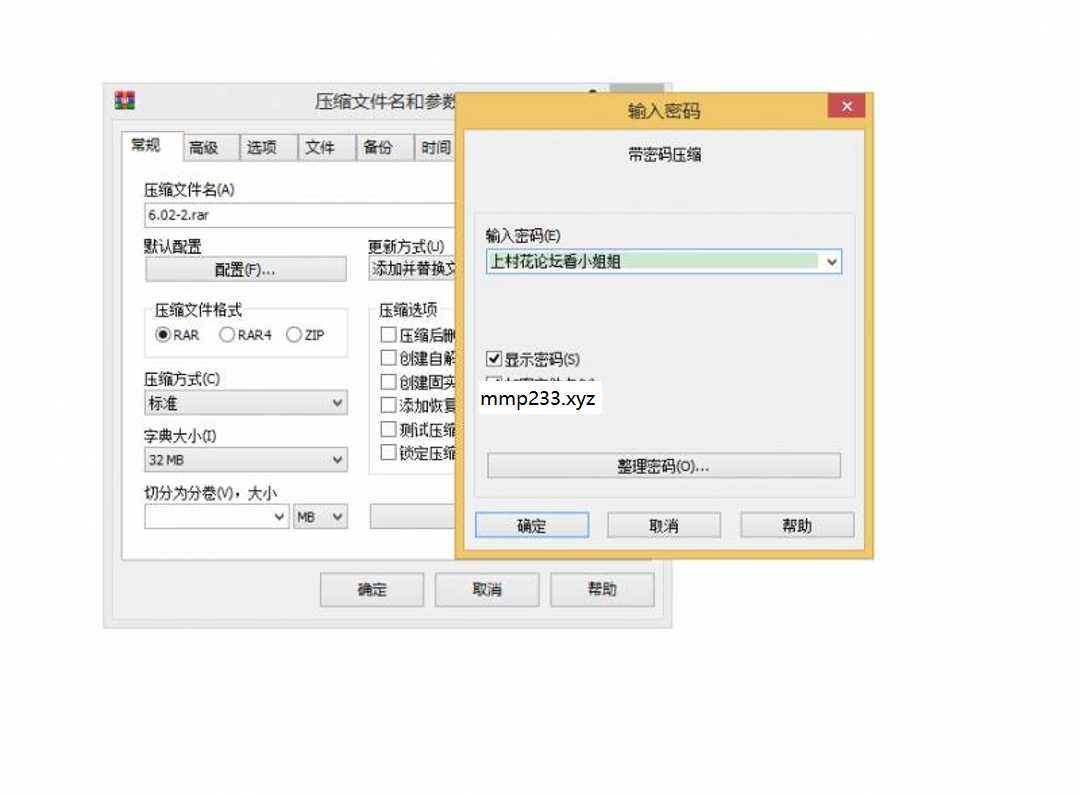 压缩文件名和参数
常规 高级 选项 文件 备份 时间
压缩文件名(A)
6.02-2.rar
默认配置
配置(F)...
更新方式(U)
添加并替换文
压缩文件格式
RAR RAR4 ZIP
压缩方式(C)
标准
字典大小(I)
32 MB
切分为分卷(V)，大小
MB
压缩选项
压缩后删
创建自解
创建固实
添加恢复
测试压缩
锁定压缩
确定 取消 帮助
输入密码
带密码压缩
输入密码(E)
上村花论坛看小姐姐
显示密码(S)
mmp233.xyz
整理密码(O)...
确定 取消 帮助